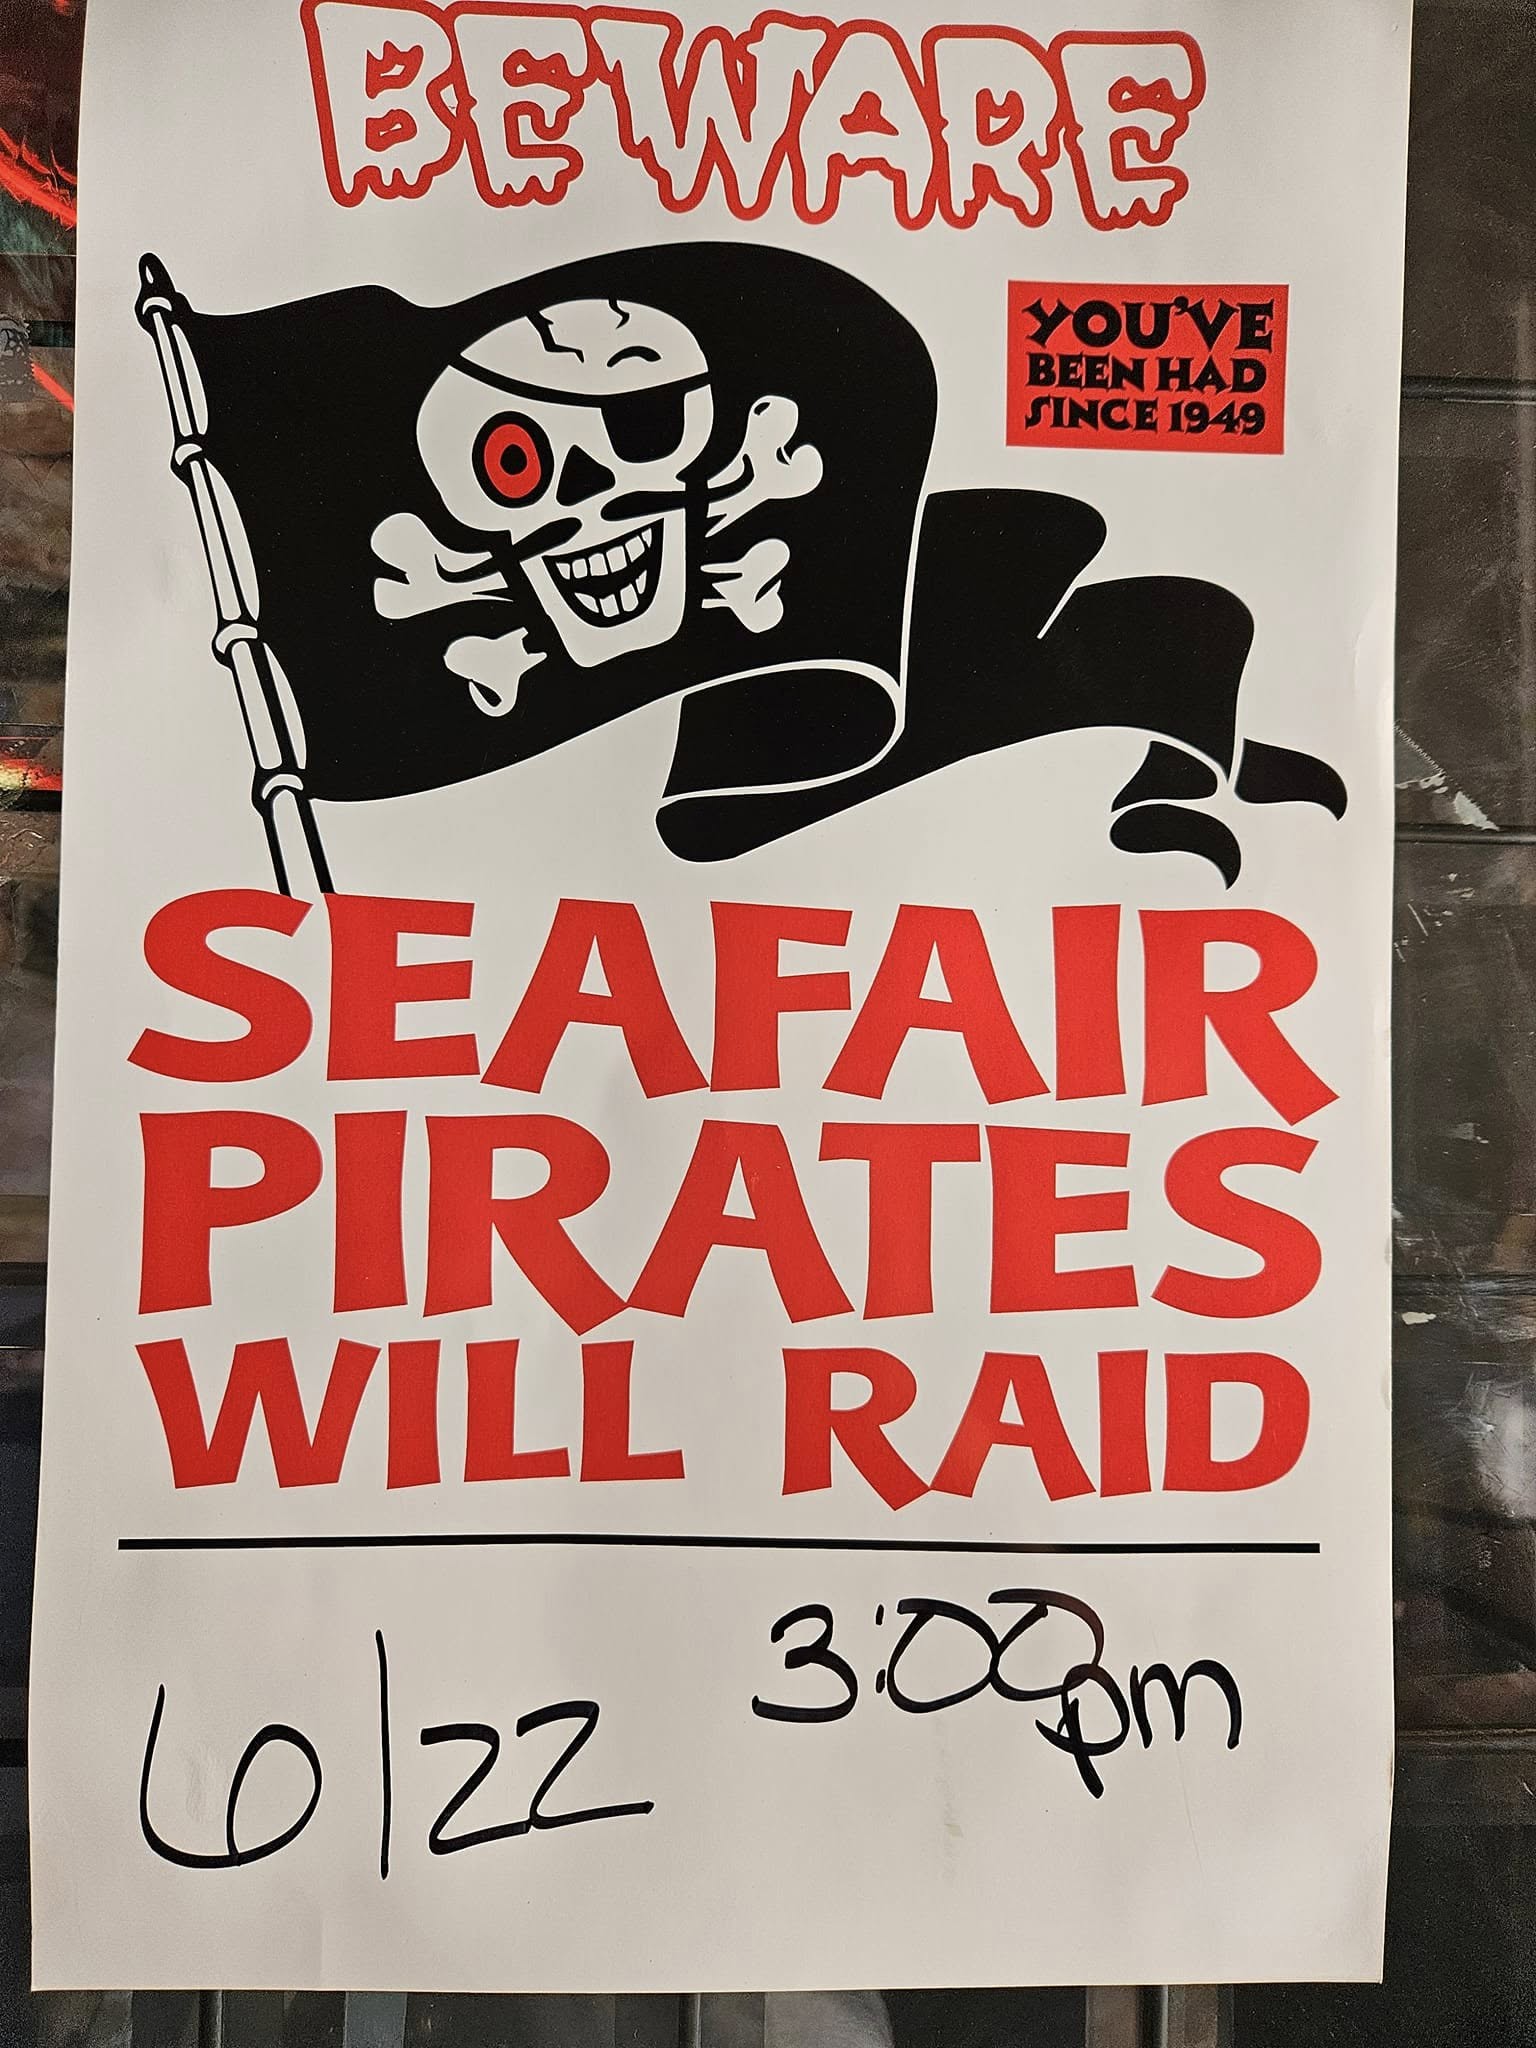 BEWARE
YOU'VE
BEEN HAD
SINCE 1949
SEAFAIR
PIRATES
WILL RAID
6/22 3:00pm